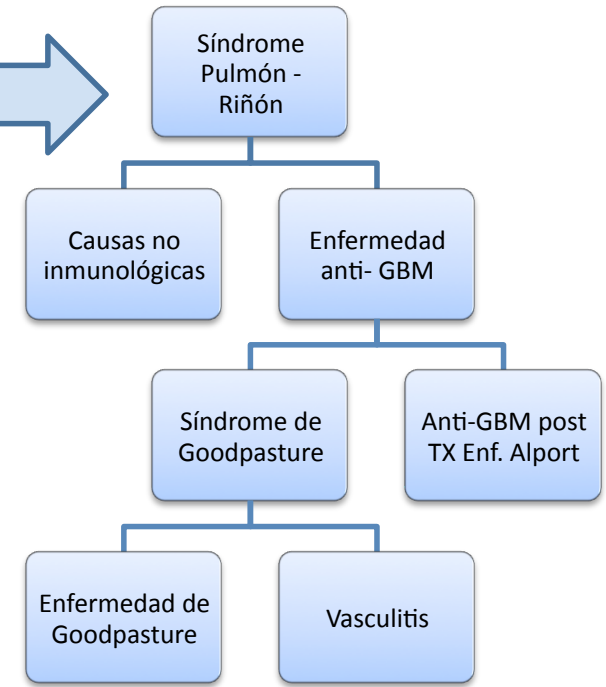 Síndrome
Pulmón -
Riñón
Causas no
inmunológicas
Enfermedad
anti- GBM
Síndrome de
Goodpasture
Anti-GBM post
TX Enf. Alport
Enfermedad de
Goodpasture
Vasculitis